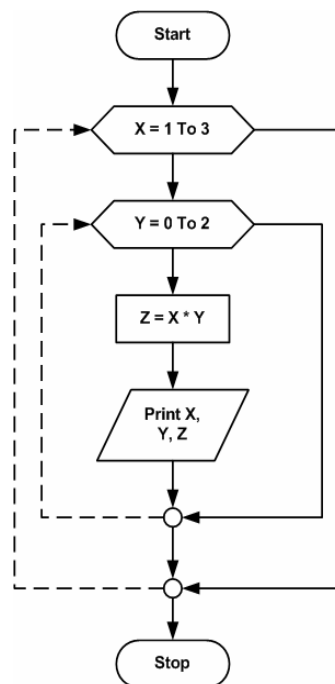 Start
X = 1 To 3
Y = 0 To 2
Z = X * Y
Print X,
Y, Z
Stop